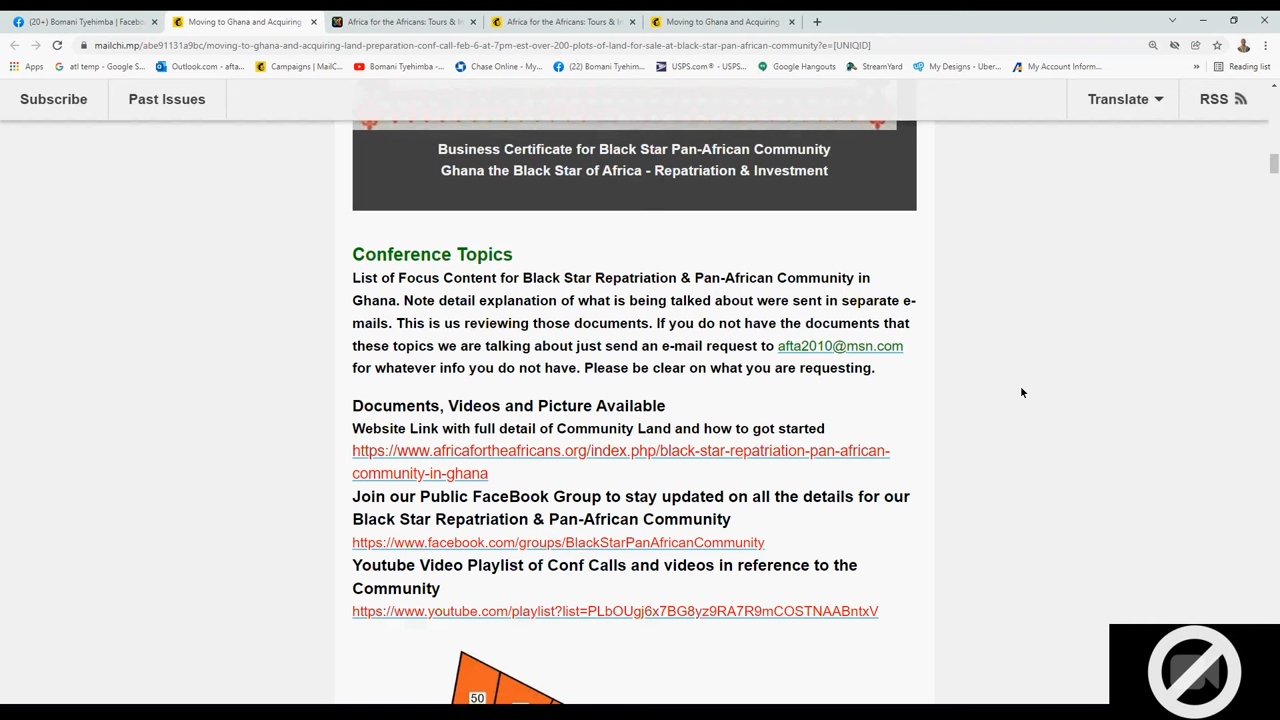 (20+) Bomani Tyehimba | Facebo
Moving to Ghana and Acquiring
Africa for the Africans: Tours & In
Africa for the Africans: Tours & In
Moving to Ghana and Acquiring
mailchi.mp/abe91131a9bc/moving-to-ghana-and-acquiring-land-preparation-conf-call-feb-6-at-7pm-est-over-200-plots-of-land-for-sale-at-black-star-pan-african-community?e=[UNIQID]
Apps
atl temp - Google S...
Outlook.com - afta...
Campaigns | MailC...
Bomani Tyehimba -...
Chase Online - My...
(22) Bomani Tyehim...
USPS.com® - USPS...
Google Hangouts
StreamYard
My Designs - Uber...
My Account Inform...
»
Reading list
Subscribe
Past Issues
Translate
RSS
Business Certificate for Black Star Pan-African Community
Ghana the Black Star of Africa - Repatriation & Investment
Conference Topics
List of Focus Content for Black Star Repatriation & Pan-African Community in
Ghana. Note detail explanation of what is being talked about were sent in separate e-
mails. This is us reviewing those documents. If you do not have the documents that
these topics we are talking about just send an e-mail request to afta2010@msn.com
for whatever info you do not have. Please be clear on what you are requesting.
Documents, Videos and Picture Available
Website Link with full detail of Community Land and how to got started
https://www.africafortheafricans.org/index.php/black-star-repatriation-pan-african-
community-in-ghana
Join our Public FaceBook Group to stay updated on all the details for our
Black Star Repatriation & Pan-African Community
https://www.facebook.com/groups/BlackStarPanAfricanCommunity
Youtube Video Playlist of Conf Calls and videos in reference to the
Community
https://www.youtube.com/playlist?list=PLbOUgj6x7BG8yz9RA7R9mCOSTNAABntxV
50